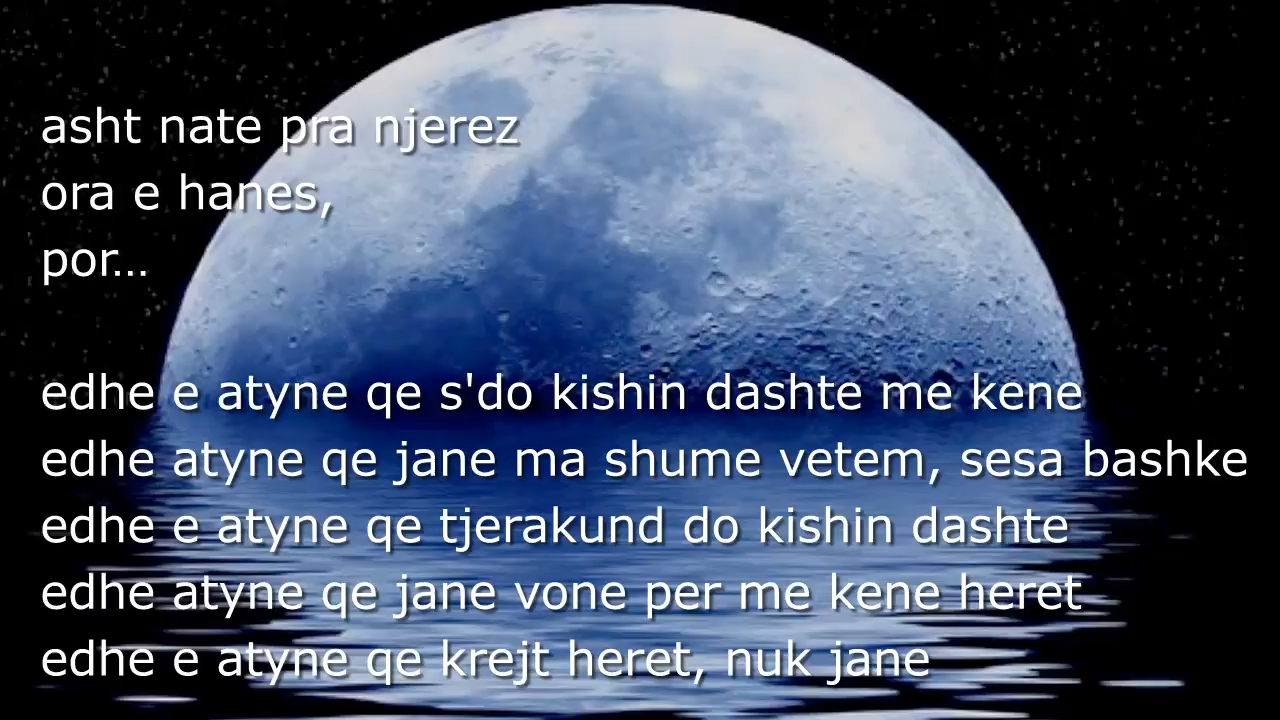 asht nate pra njerez
ora e hanes,
por...
edhe e atyne qe s'do kishin dashte me kene
edhe atyne qe jane ma shume vetem, sesa bashke
edhe e atyne qe tjerakund do kishin dashte
edhe atyne qe jane vone per me kene heret
edhe e atyne qe krejt heret, nuk jane